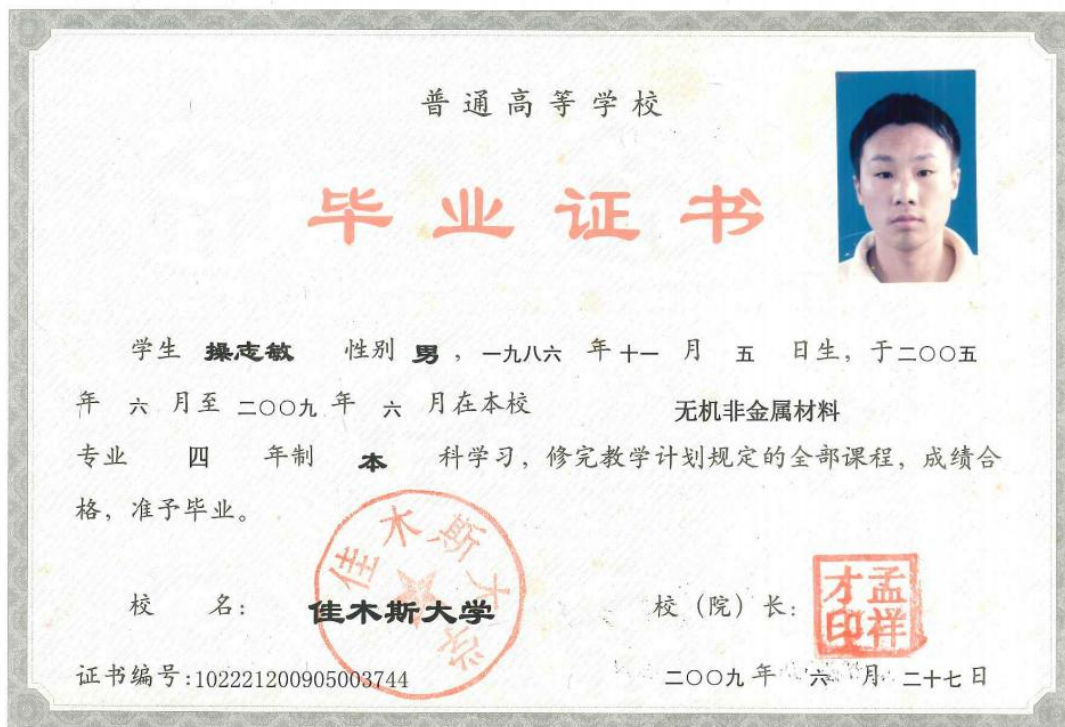 普通高等学校
毕业证书
学生 操志敏 性别 男 ，一九八六 年 十一 月 五 日生，于二〇〇五
年 六 月至 二〇〇九 年 六 月在本校 无机非金属材料
专业 四 年制 本 科学习，修完教学计划规定的全部课程，成绩合
格，准予毕业。
佳木斯大学
校 名： 佳木斯大学
校（院）长： 孟祥才印
证书编号:102221200905003744
二〇〇九 年 六 月 二十七 日